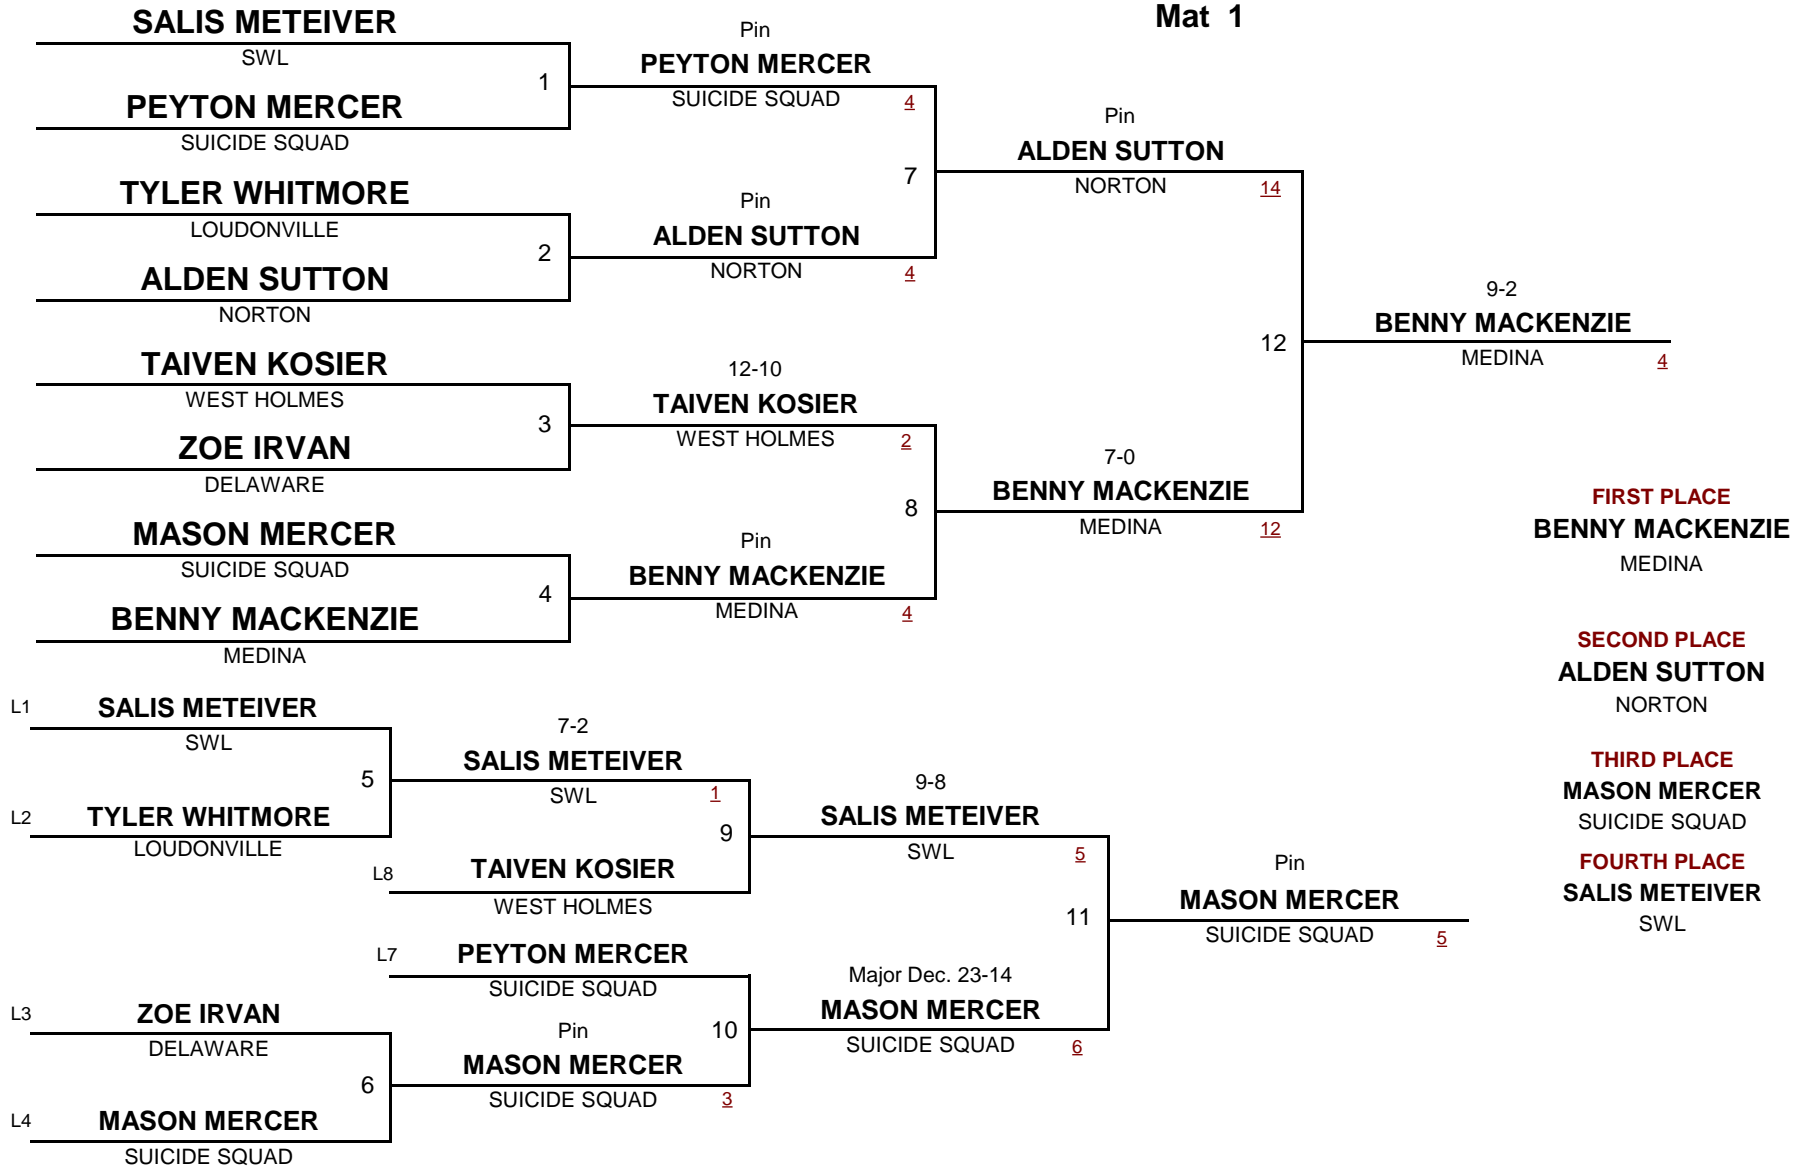 Mat 1
SALIS METEIVER
SWL
1
PEYTON MERCER
SUICIDE SQUAD
TYLER WHITMORE
LOUDONVILLE
2
ALDEN SUTTON
NORTON
TAIVEN KOSIER
WEST HOLMES
3
ZOE IRVAN
DELAWARE
MASON MERCER
SUICIDE SQUAD
4
BENNY MACKENZIE
MEDINA
Pin
PEYTON MERCER
SUICIDE SQUAD 4
7
Pin
ALDEN SUTTON
NORTON 4
12-10
TAIVEN KOSIER
WEST HOLMES 2
8
Pin
BENNY MACKENZIE
MEDINA 4
Pin
ALDEN SUTTON
NORTON 14
12
7-0
BENNY MACKENZIE
MEDINA 12
9-2
BENNY MACKENZIE
MEDINA 4
L1 SALIS METEIVER
SWL
5
L2 TYLER WHITMORE
LOUDONVILLE
L3 ZOE IRVAN
DELAWARE
6
L4 MASON MERCER
SUICIDE SQUAD
7-2
SALIS METEIVER
SWL 1
9
L8 TAIVEN KOSIER
WEST HOLMES
L7 PEYTON MERCER
SUICIDE SQUAD
10
Pin
MASON MERCER
SUICIDE SQUAD 3
9-8
SALIS METEIVER
SWL 5
11
Major Dec. 23-14
MASON MERCER
SUICIDE SQUAD 6
Pin
MASON MERCER
SUICIDE SQUAD 5
FIRST PLACE
BENNY MACKENZIE
MEDINA
SECOND PLACE
ALDEN SUTTON
NORTON
THIRD PLACE
MASON MERCER
SUICIDE SQUAD
FOURTH PLACE
SALIS METEIVER
SWL